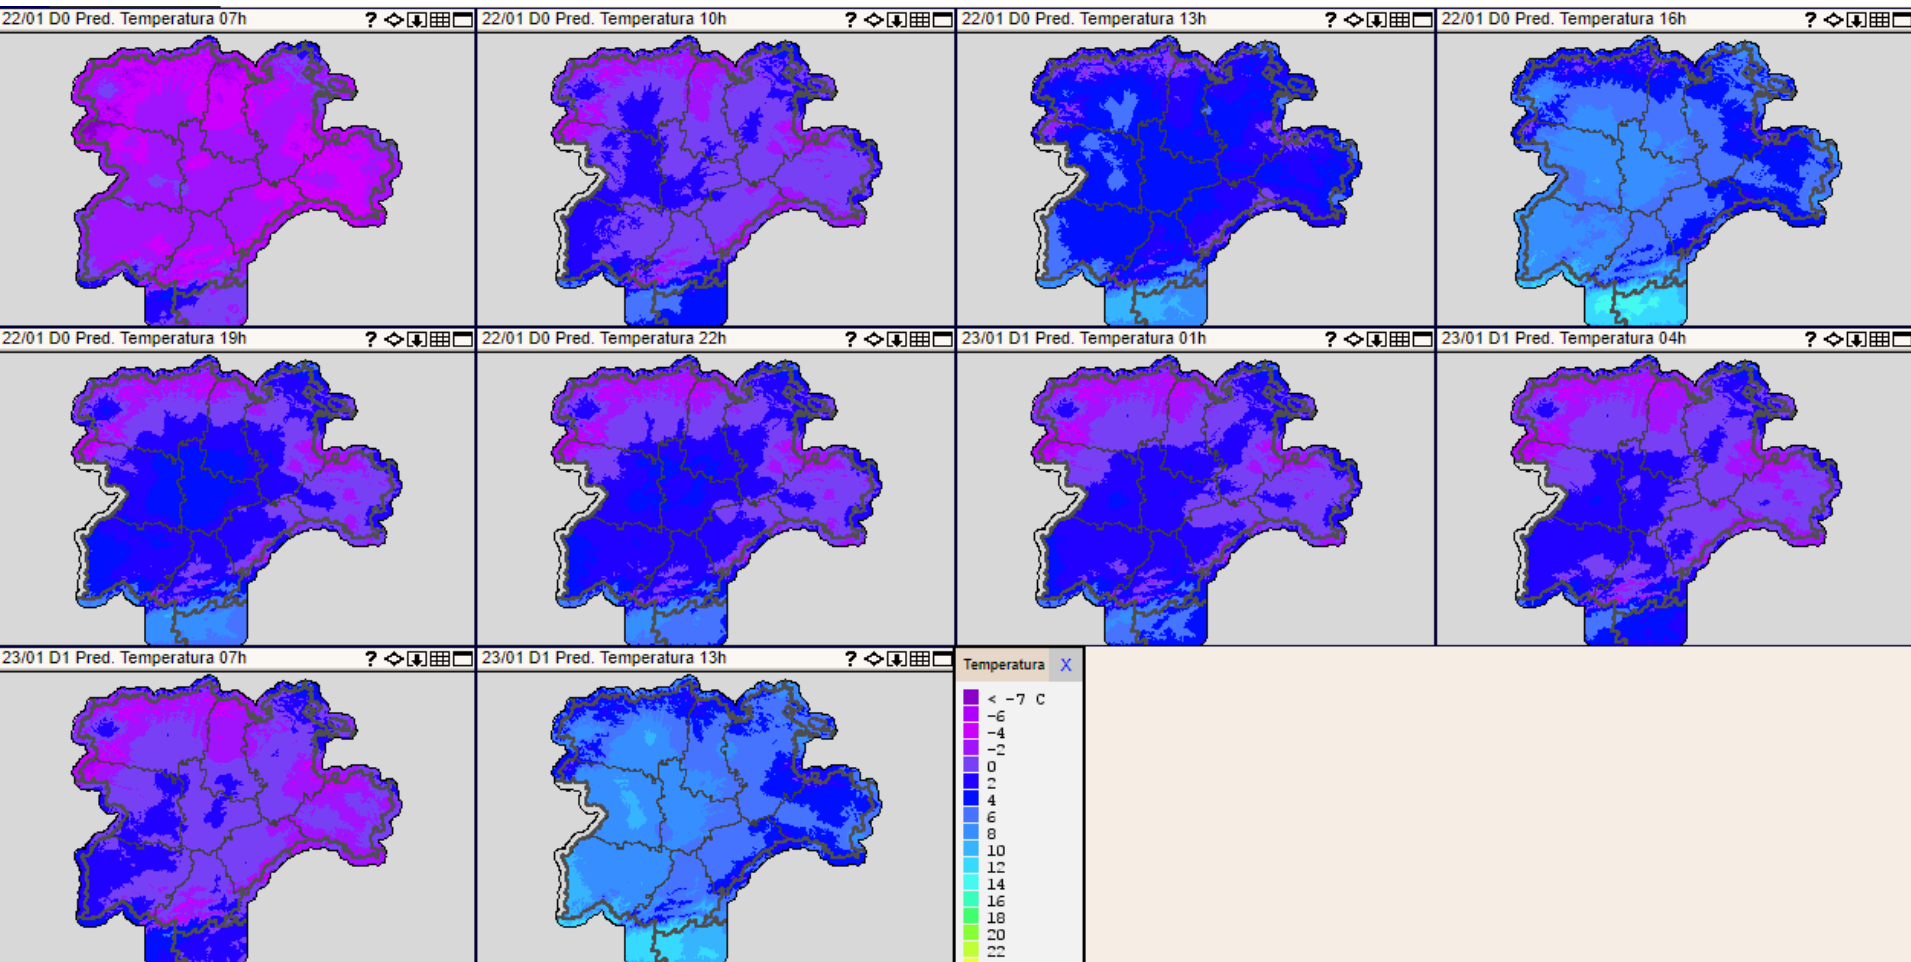 22/01 D0 Pred. Temperatura 07h ?
22/01 D0 Pred. Temperatura 10h ?
22/01 D0 Pred. Temperatura 13h ?
22/01 D0 Pred. Temperatura 16h ?
22/01 D0 Pred. Temperatura 19h ?
22/01 D0 Pred. Temperatura 22h ?
23/01 D1 Pred. Temperatura 01h ?
23/01 D1 Pred. Temperatura 04h ?
23/01 D1 Pred. Temperatura 07h ?
23/01 D1 Pred. Temperatura 13h ?
Temperatura X
< -7 C
-6
-4
-2
0
2
4
6
8
10
12
14
16
18
20
22